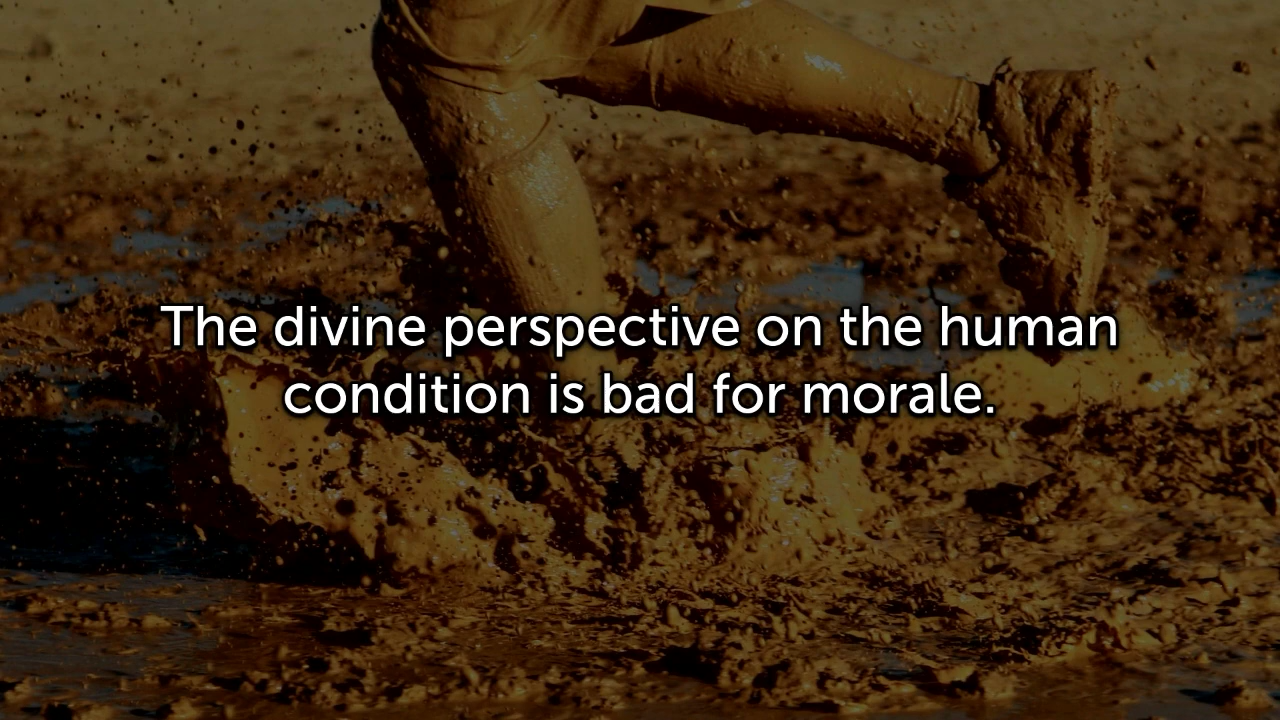 The divine perspective on the human
condition is bad for morale.